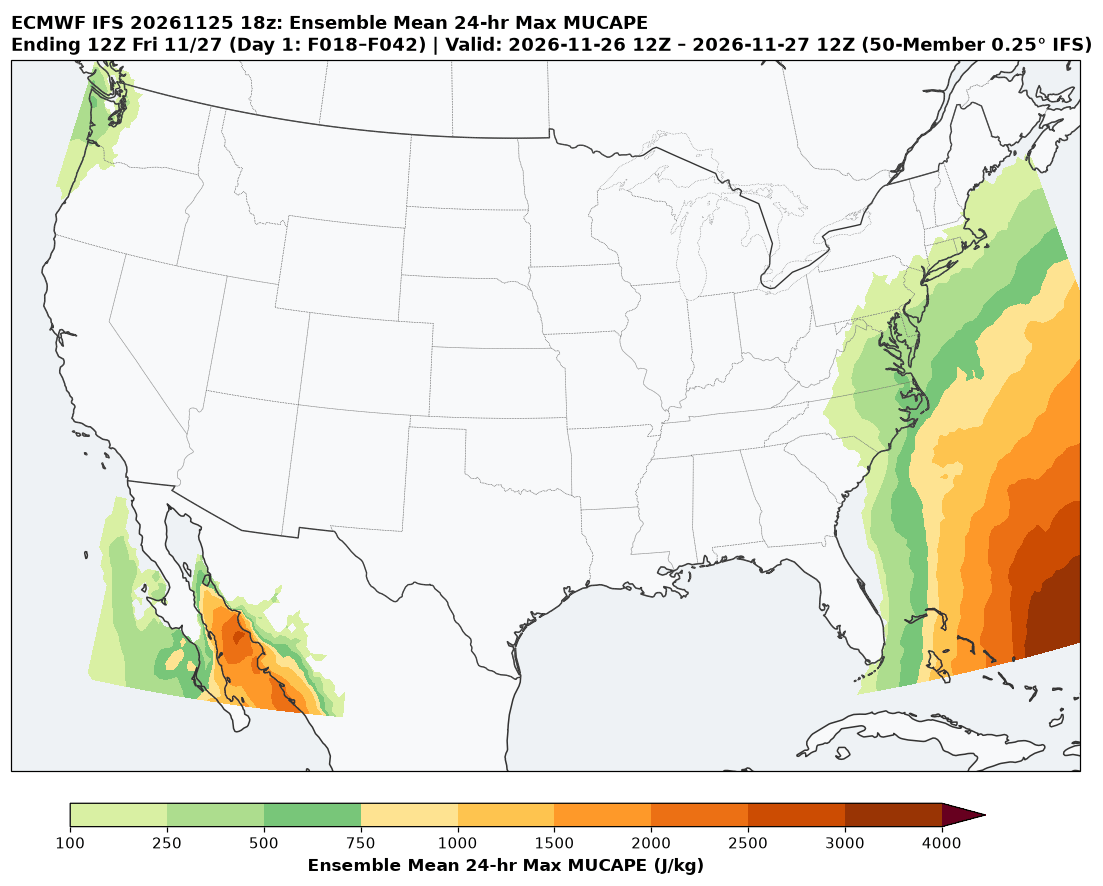 ECMWF IFS 20261125 18z: Ensemble Mean 24-hr Max MUCAPE
Ending 12Z Fri 11/27 (Day 1: F018–F042) | Valid: 2026-11-26 12Z – 2026-11-27 12Z (50-Member 0.25° IFS)
100 250 500 750 1000 1500 2000 2500 3000 4000
Ensemble Mean 24-hr Max MUCAPE (J/kg)